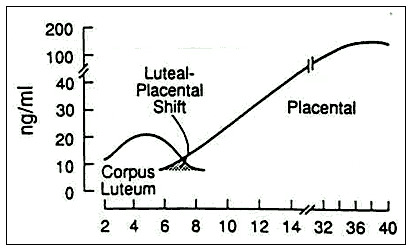 200
100
40
30
20
10
0
ng/ml
Luteal-
Placental
Shift
Placental
Corpus
Luteum
2 4 6 8 10 12 14 32 36 40